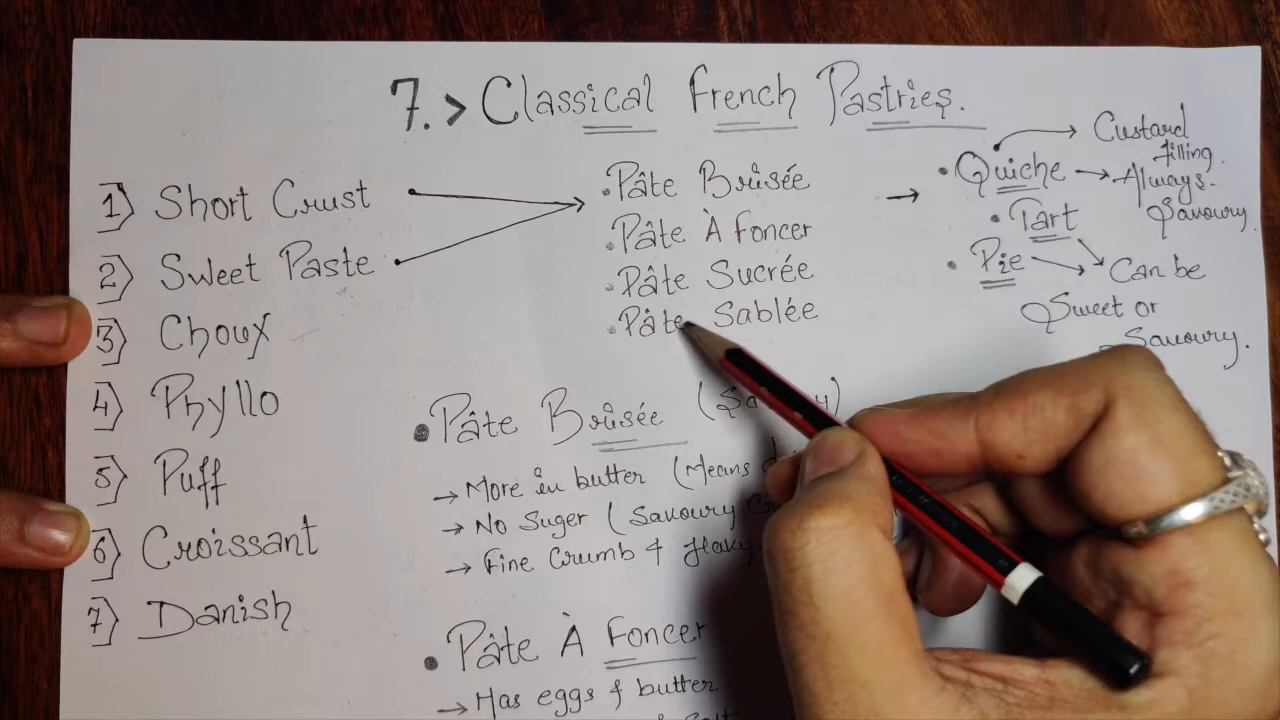 7.> Classical French Pastries.
1) Short Crust
2) Sweet Paste
3) Choux
4) Phyllo
5) Puff
6) Croissant
7) Danish
• Pâte Brûsée
• Pâte À Foncer
• Pâte Sucrée
• Pâte Sablée
→ • Quiche → Custard filling.
→ Always Savoury.
• Tart
• Pie → Can be
Sweet or
Savoury.
• Pâte Brûsée
→ More in butter (Means
→ No Suger (Savoury
→ Fine Crumb & flaky.
• Pâte À Foncer
→ Has eggs & butter